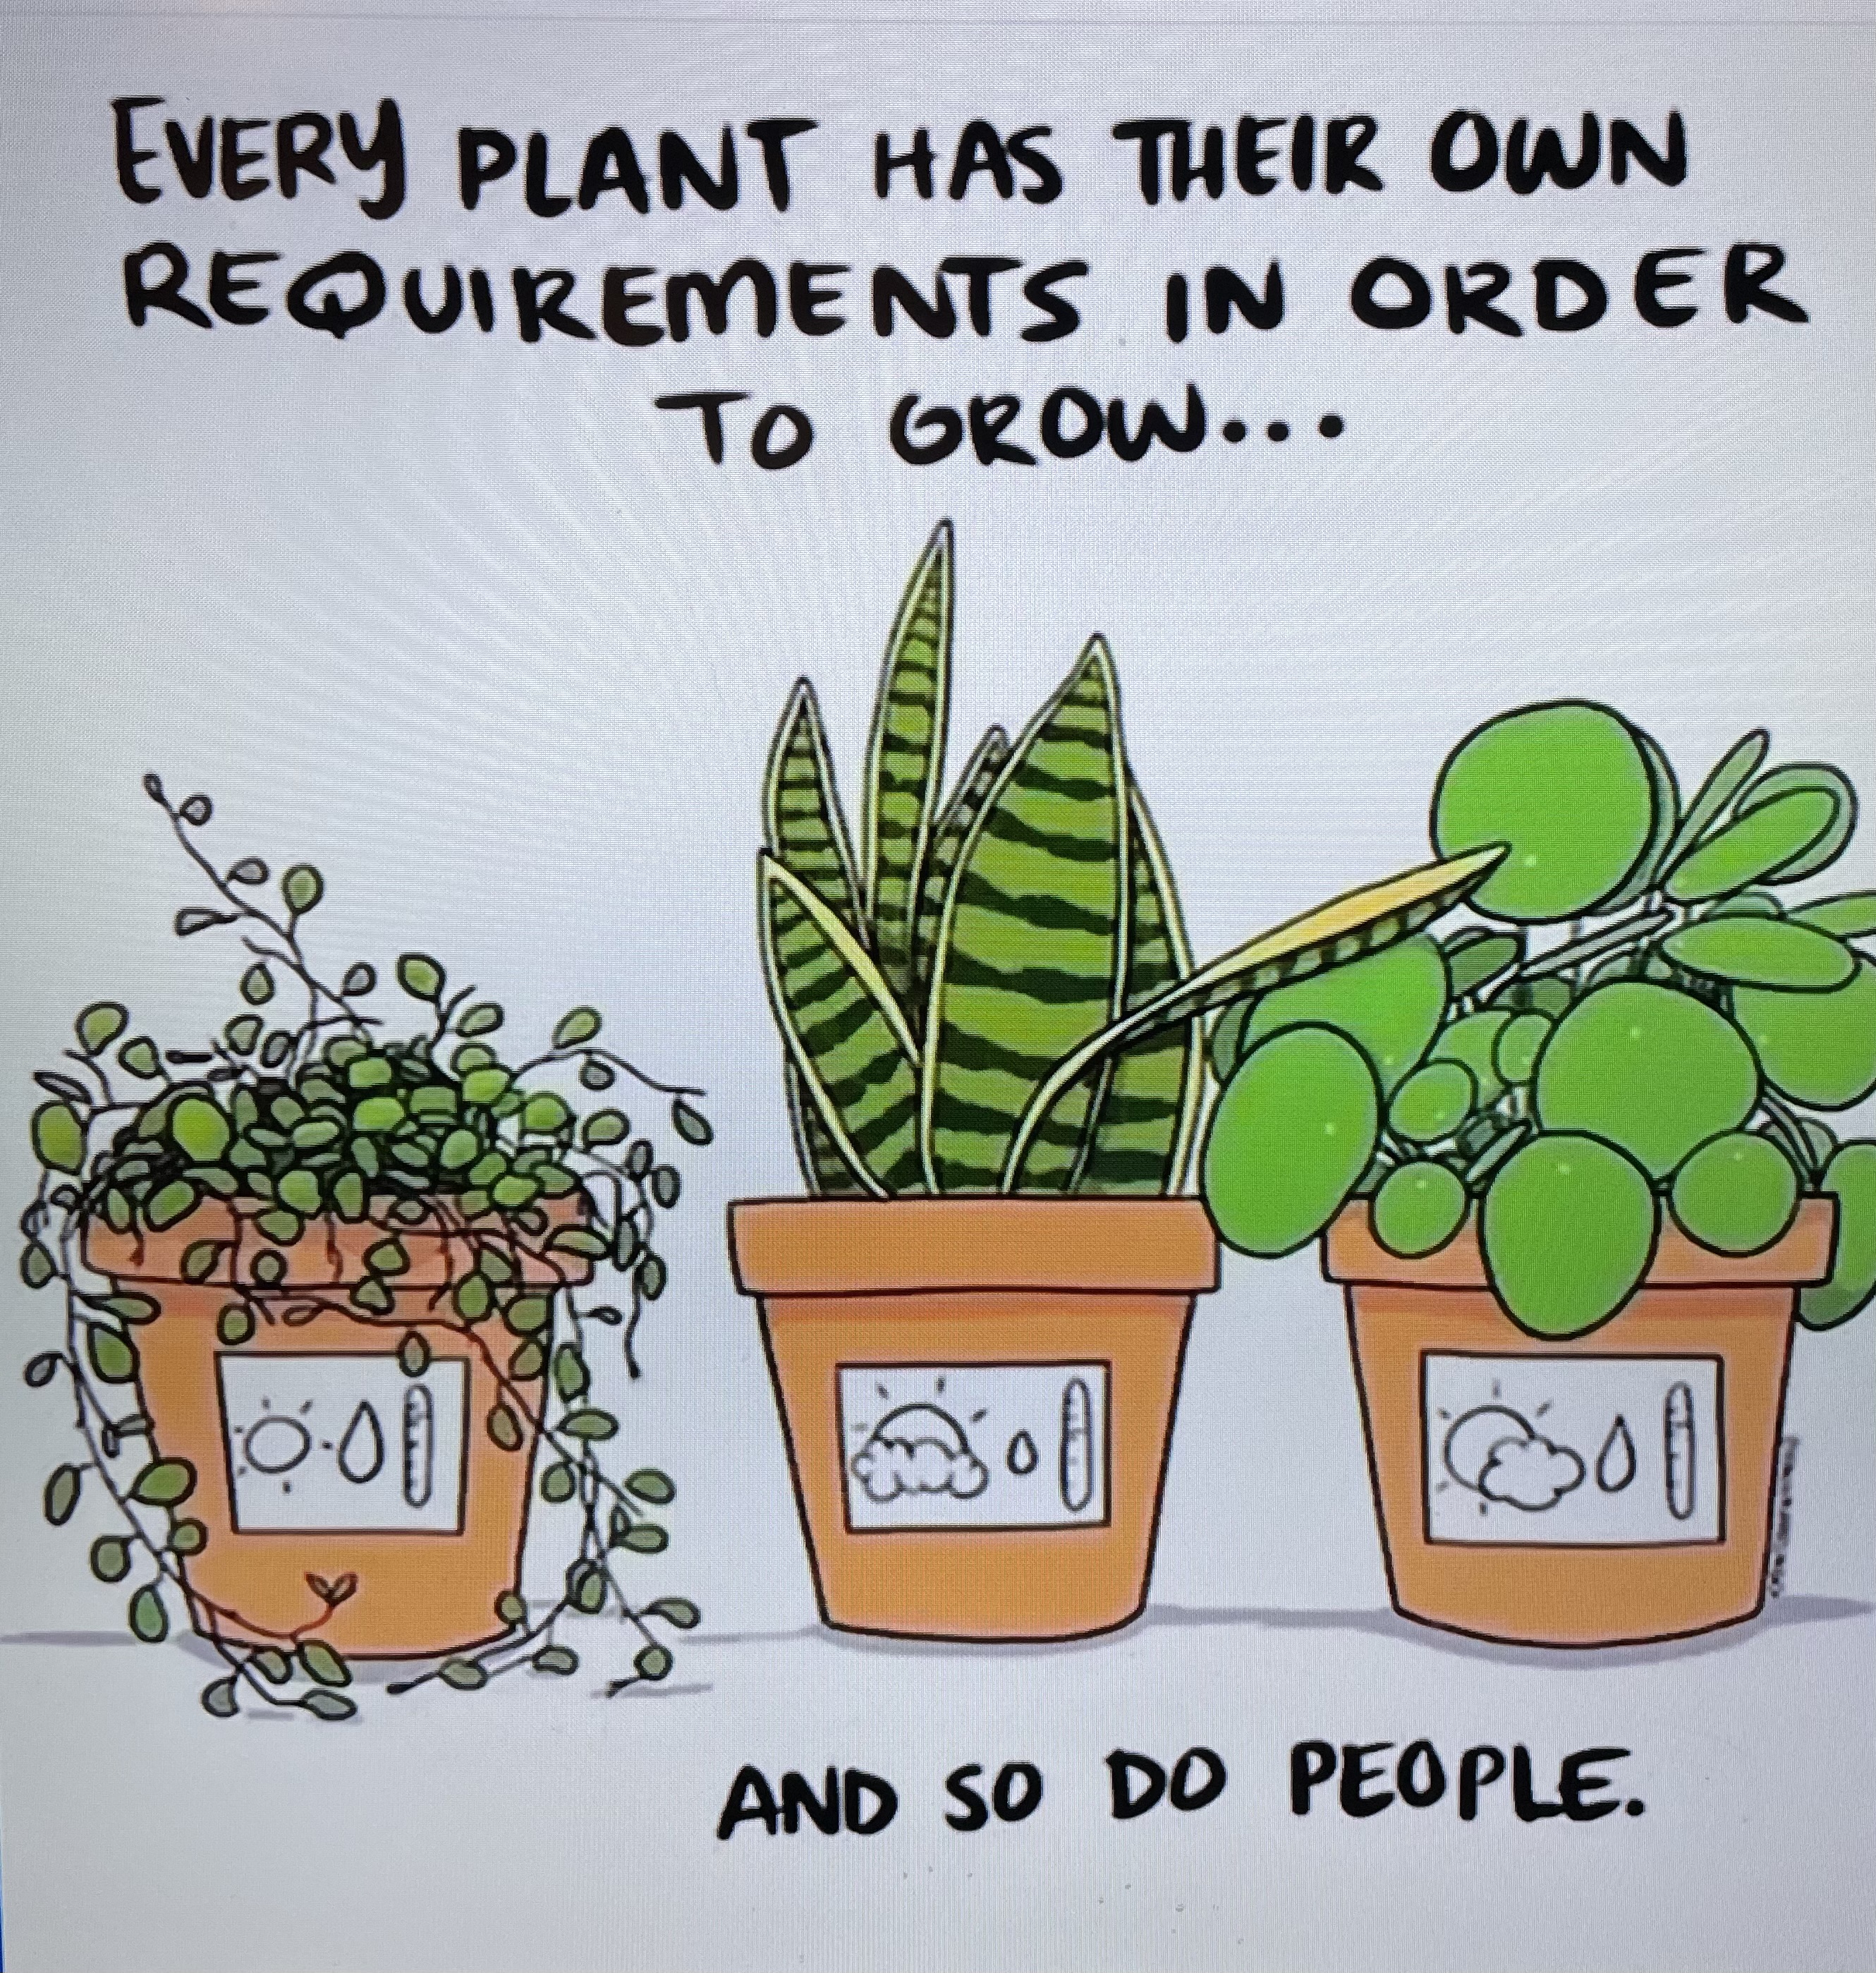 EVERY PLANT HAS THEIR OWN
REQUIREMENTS IN ORDER
TO GROW...
AND SO DO PEOPLE.